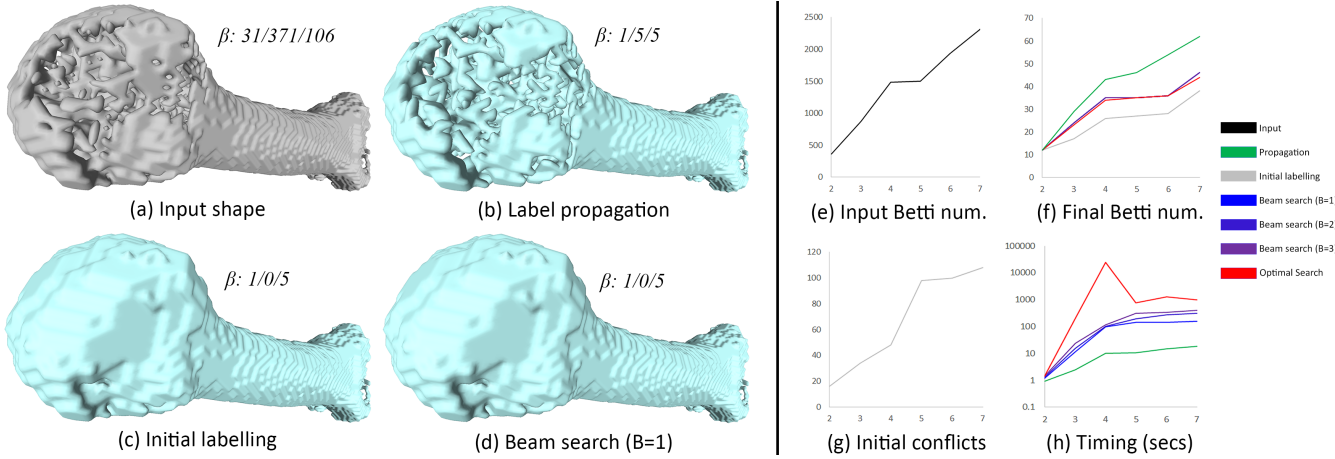 β: 31/371/106
(a) Input shape
β: 1/5/5
(b) Label propagation
β: 1/0/5
(c) Initial labelling
β: 1/0/5
(d) Beam search (B=1)
2500
2000
1500
1000
500
0
2 3 4 5 6 7
(e) Input Betti num.
70
60
50
40
30
20
10
0
2 3 4 5 6 7
(f) Final Betti num.
120
100
80
60
40
20
0
2 3 4 5 6 7
(g) Initial conflicts
100000
10000
1000
100
10
1
0.1
2 3 4 5 6 7
(h) Timing (secs)
Input
Propagation
Initial labelling
Beam search (B=1
Beam search (B=2
Beam search (B=3
Optimal Search